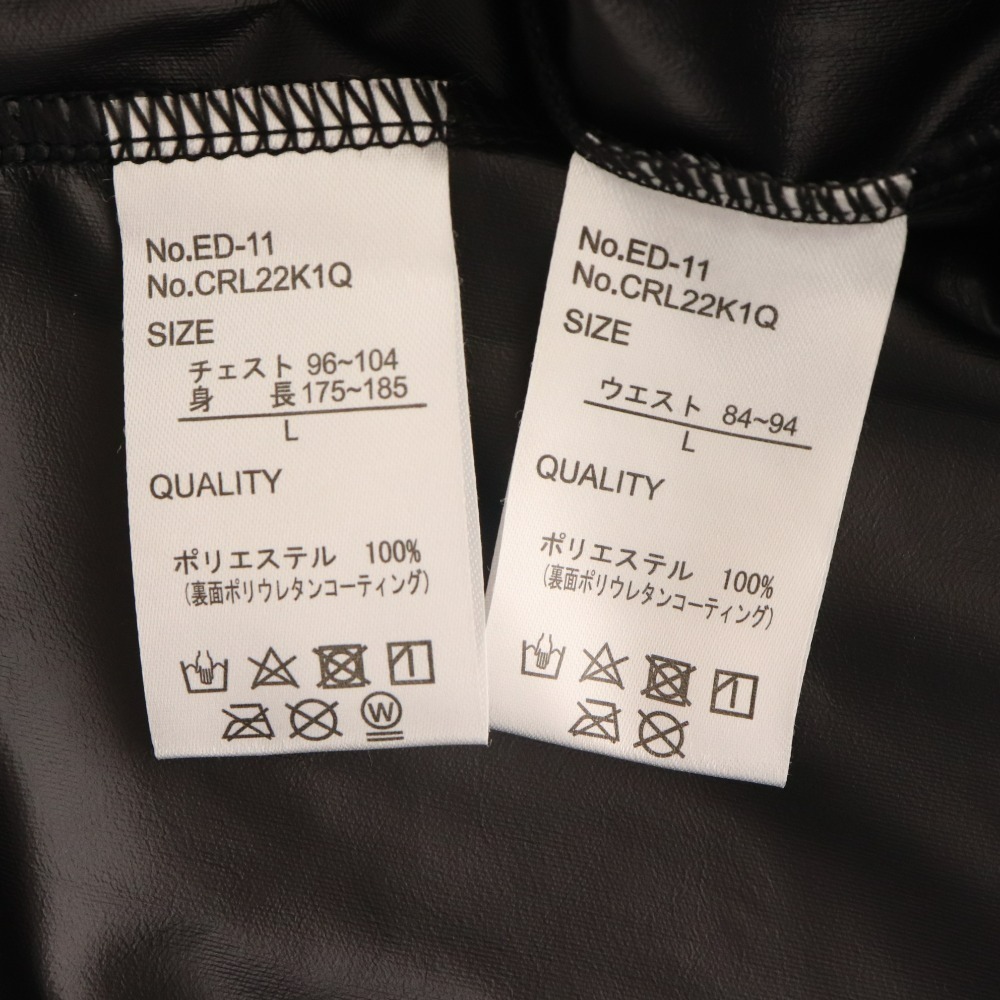 No.ED-11
No.CRL22K1Q
SIZE
チェスト 96~104
身 長 175~185
L
QUALITY
ポリエステル 100%
(裏面ポリウレタンコーティング)
W
No.ED-11
No.CRL22K1Q
SIZE
ウエスト 84~94
L
QUALITY
ポリエステル 100%
(裏面ポリウレタンコーティング)